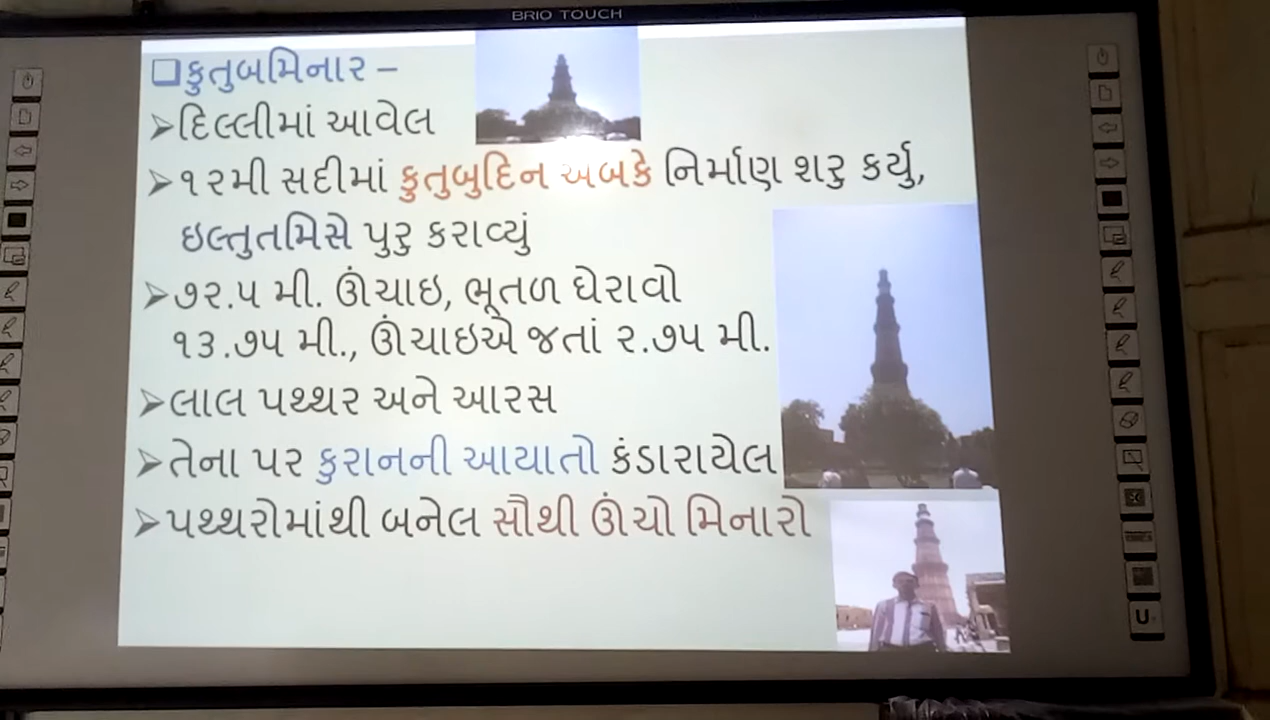 BRIO TOUCH
કુતુબમિનાર –
દિલ્લીમાં આવેલ
૧૨મી સદીમાં કુતુબુદિન અબકે નિર્માણ શરુ કર્યુ,
ઇલ્તુતમિસે પુરુ કરાવ્યું
૭૨.૫ મી. ઊંચાઇ, ભૂતળ ઘેરાવો
૧૩.૭૫ મી., ઊંચાઇએ જતાં ૨.૭૫ મી.
લાલ પથ્થર અને આરસ
તેના પર કુરાનની આયાતો કંડારાયેલ
પથ્થરોમાંથી બનેલ સૌથી ઊંચો મિનારો